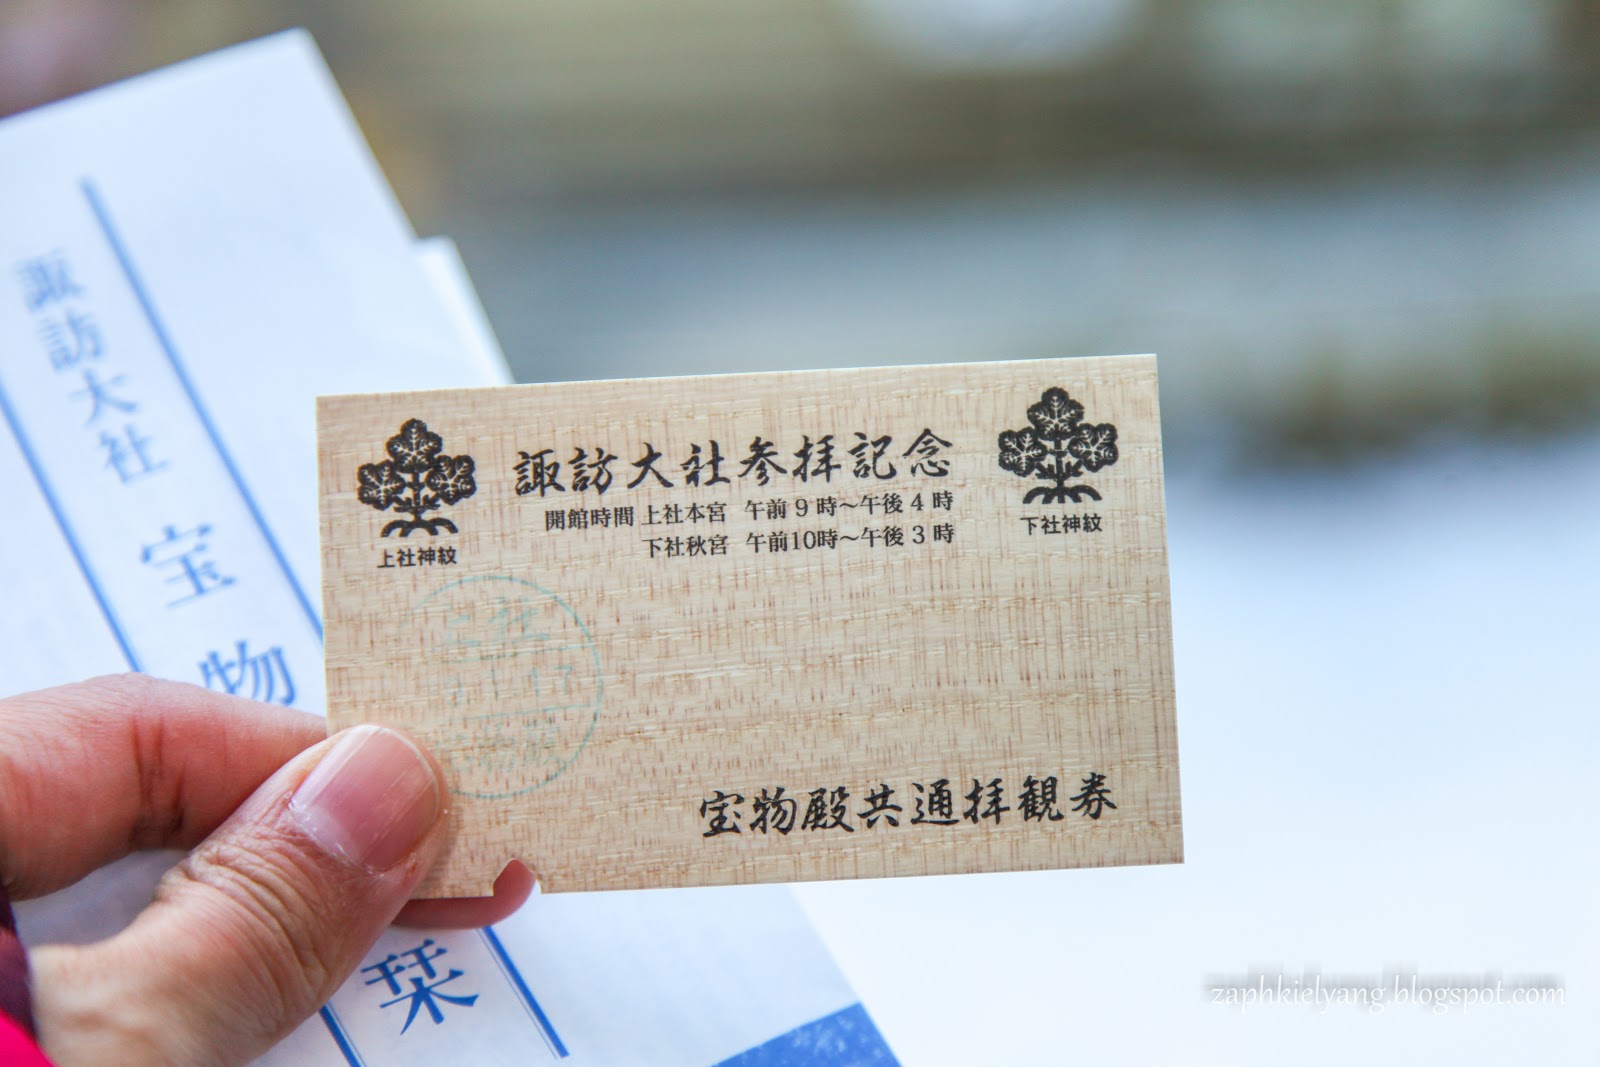 諏訪大社 宝物
栞
諏訪大社参拝記念
開館時間 上社本宮 午前9時～午後4時
下社秋宮 午前10時～午後3時
上社神紋
下社神紋
宝物殿共通拝観券
zaphkielyang.blogspot.com